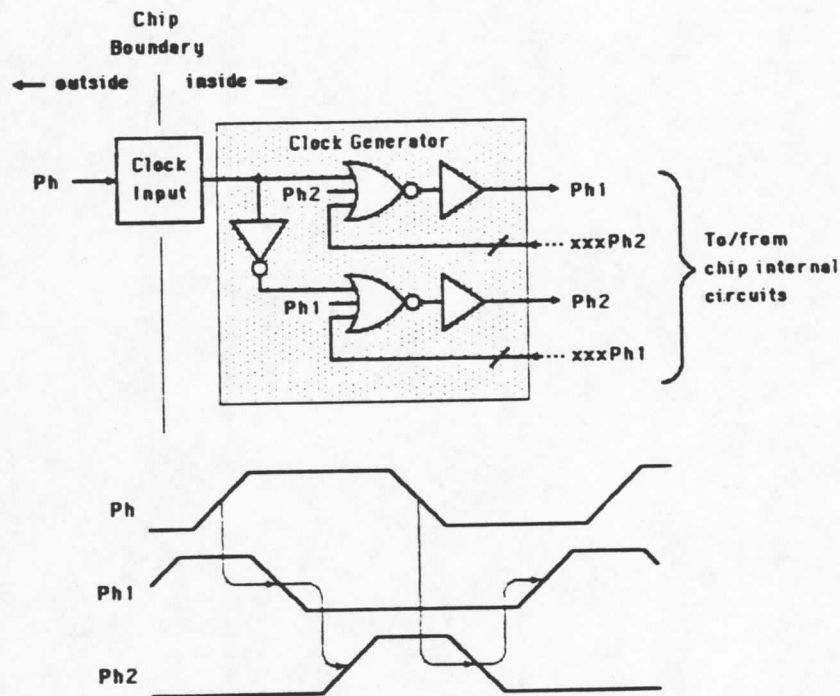 Chip
Boundary
outside inside
Clock Generator
Ph
Clock
Input
Ph2
Ph1
xxxPh2
Ph1
Ph2
xxxPh1
To/from
chip internal
circuits
Ph
Ph1
Ph2